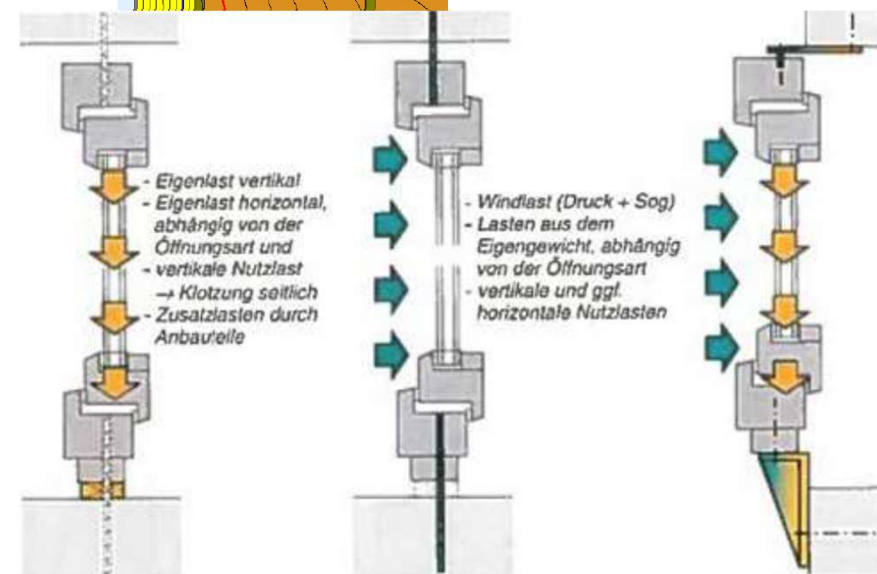 - Eigenlast vertikal
- Eigenlast horizontal,
abhängig von der
Öffnungsart und
- vertikale Nutzlast
→ Klotzung seitlich
- Zusatzlasten durch
Anbauteile
- Windlast (Druck + Sog)
- Lasten aus dem
Eigengewicht, abhängig
von der Öffnungsart
- vertikale und ggf.
horizontale Nutzlasten